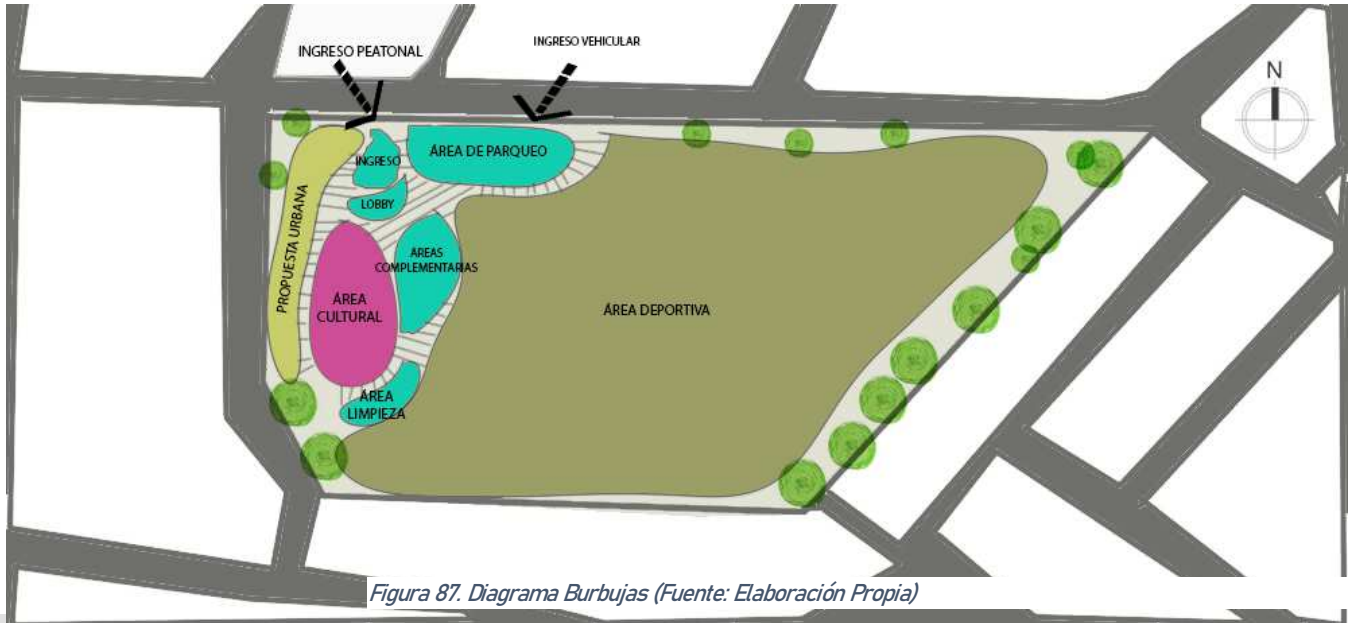 INGRESO PEATONAL
INGRESO VEHICULAR
N
INGRESO
ÁREA DE PARQUEO
LOBBY
PROPUESTA URBANA
ÁREAS
COMPLEMENTARIAS
ÁREA
CULTURAL
ÁREA DEPORTIVA
ÁREA
LIMPIEZA
Figura 87. Diagrama Burbujas (Fuente: Elaboración Propia)